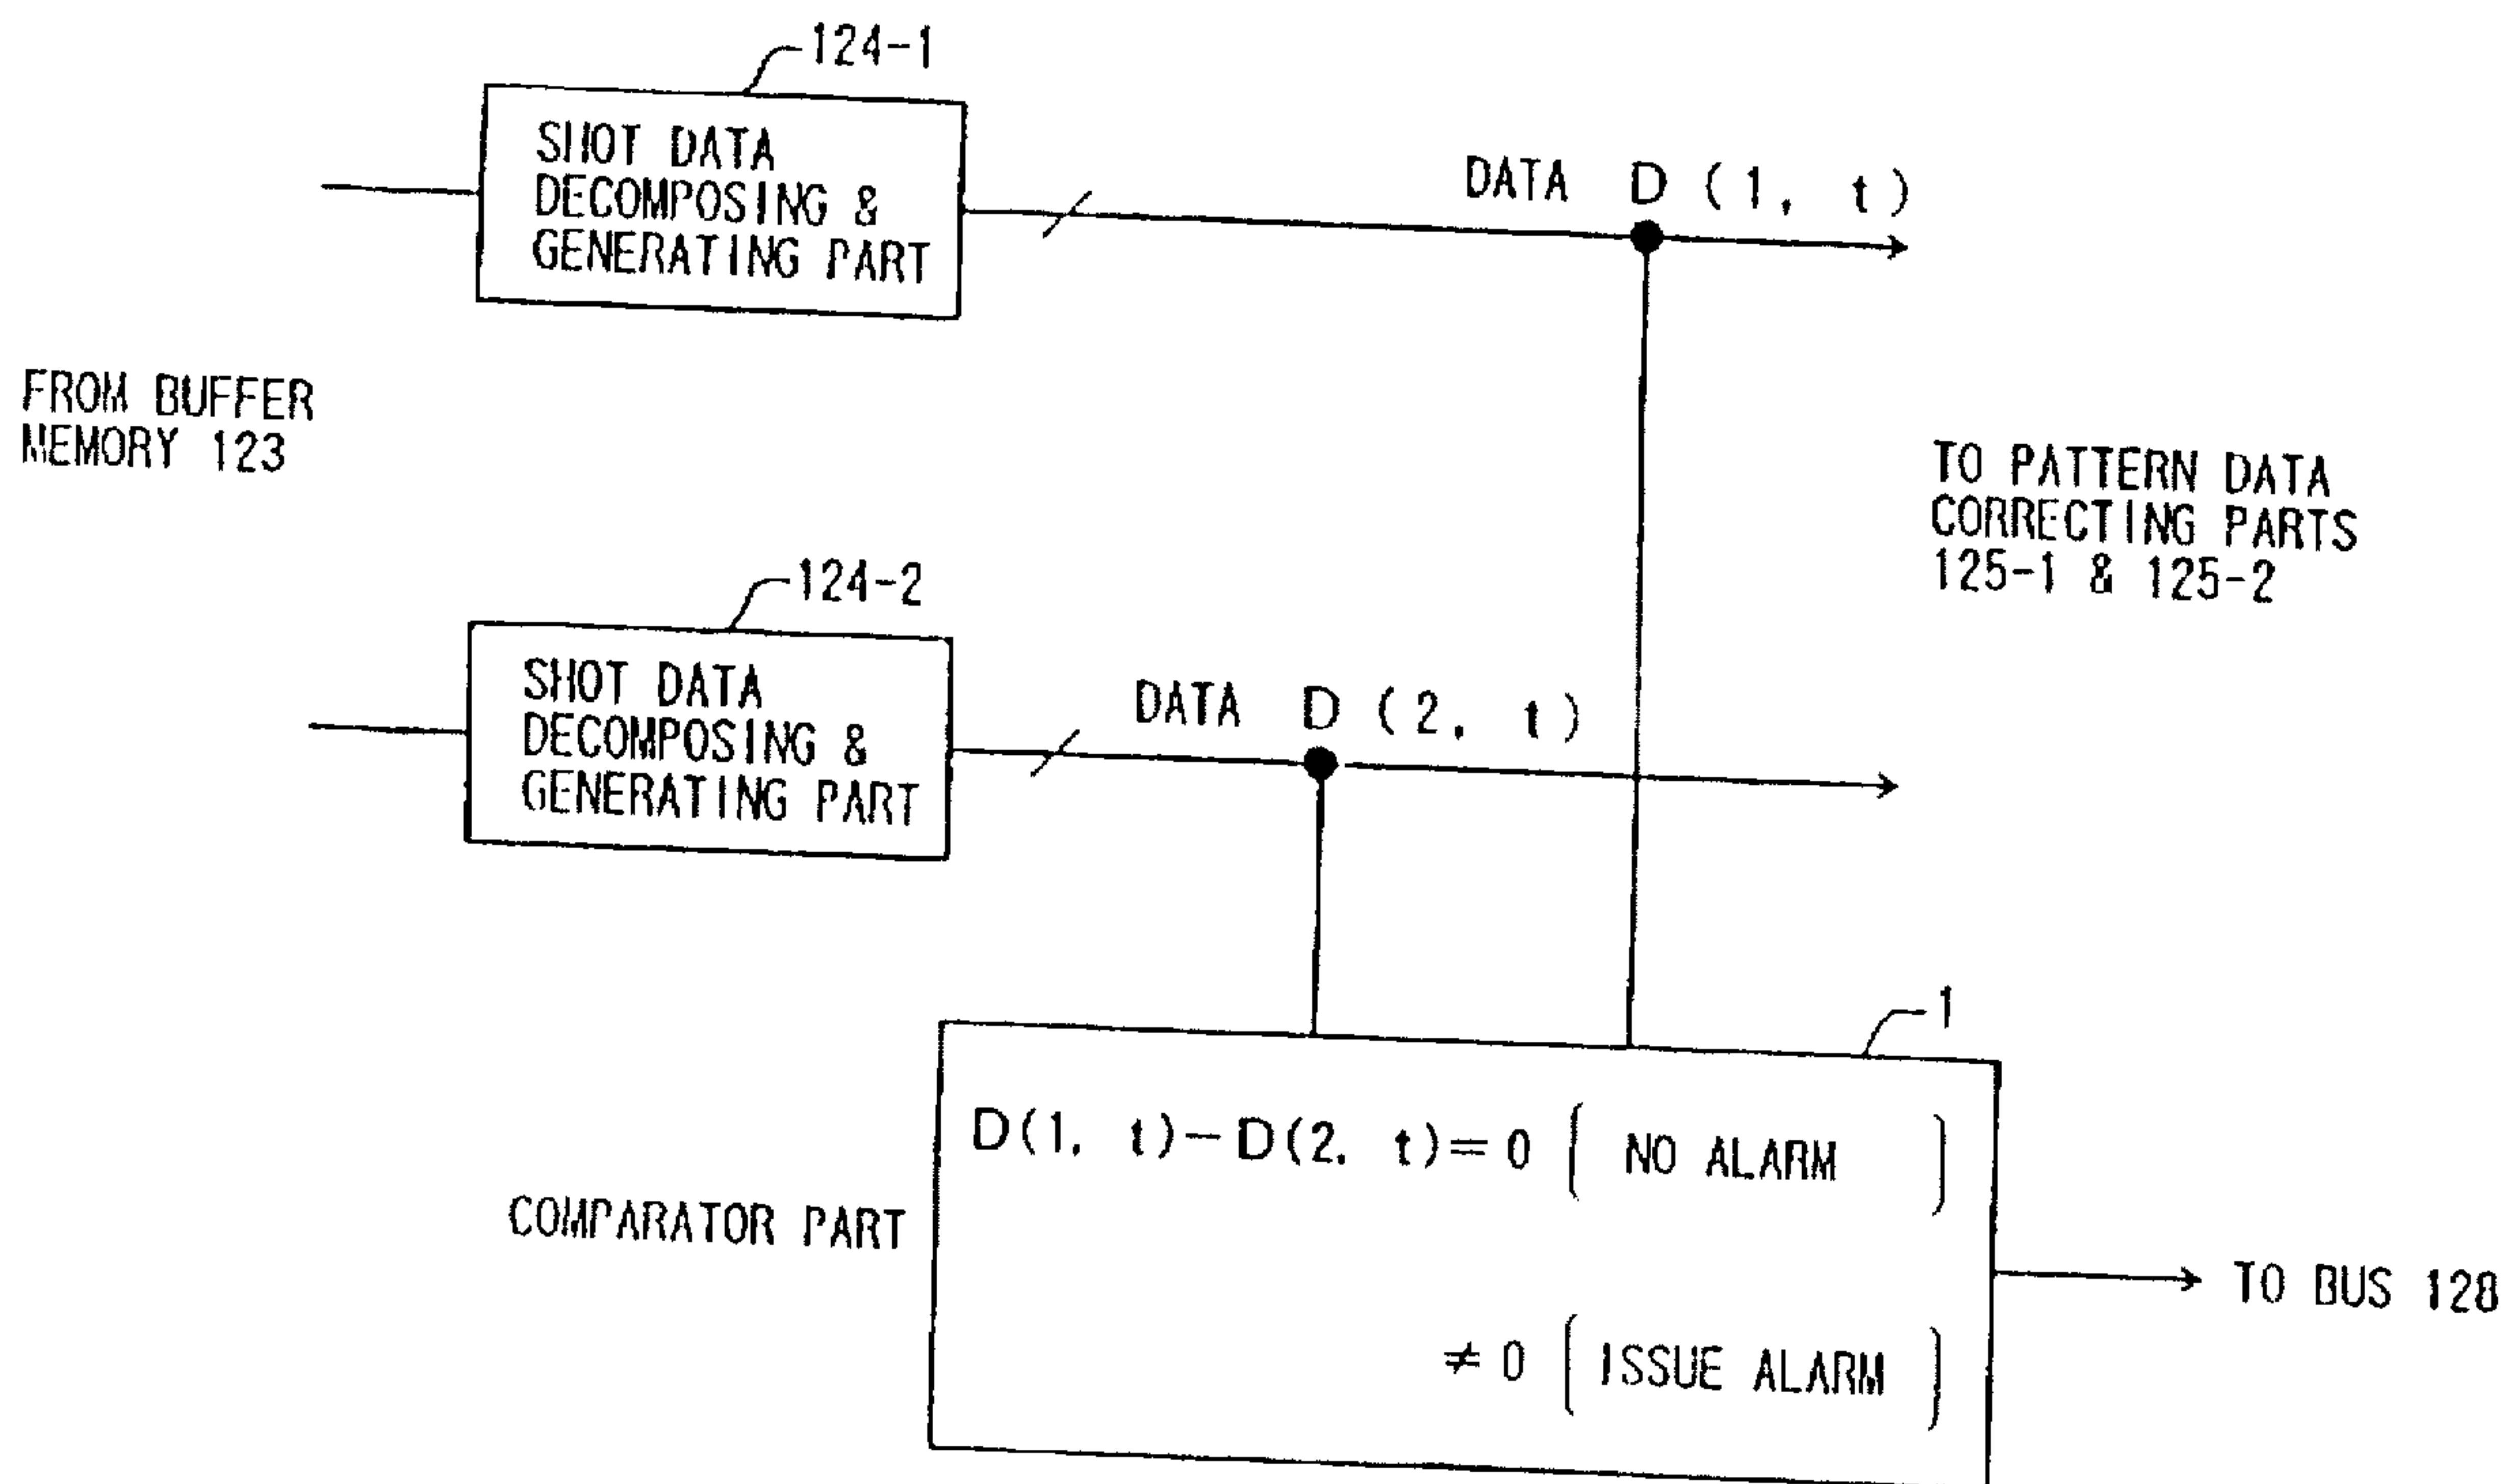 124-1
SHOT DATA
DECOMPOSING &
GENERATING PART
DATA D (1, t)
FROM BUFFER
MEMORY 123
TO PATTERN DATA
CORRECTING PARTS
125-1 & 125-2
124-2
SHOT DATA
DECOMPOSING &
GENERATING PART
DATA D (2, t)
1
D(1, t)-D(2, t)=0 ( NO ALARM )
COMPARATOR PART
TO BUS 128
≠0 ( ISSUE ALARM )